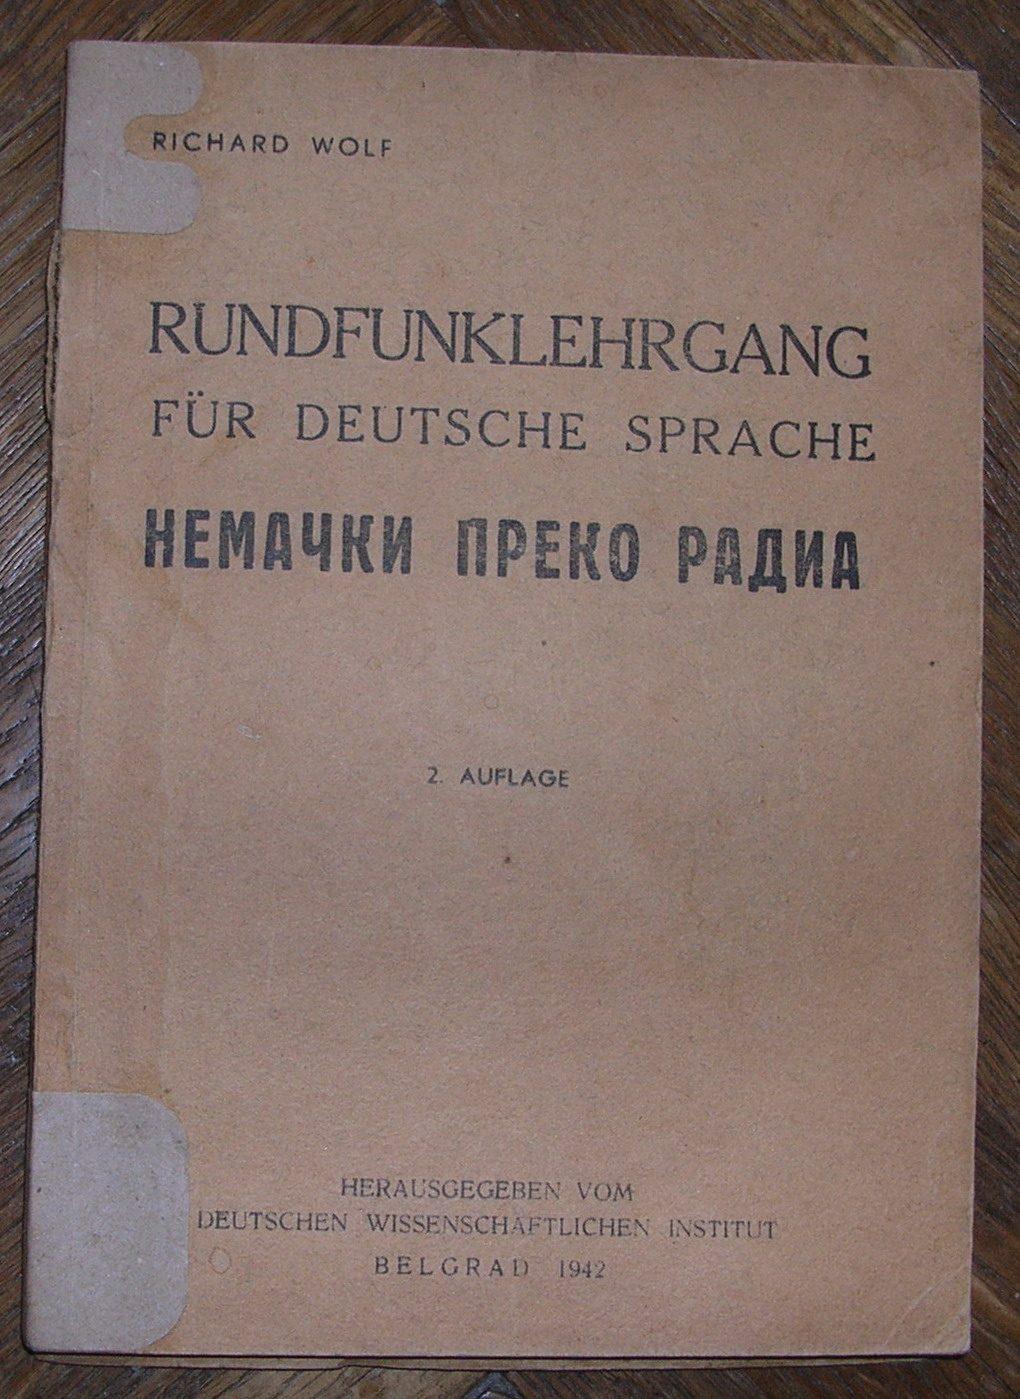 RICHARD WOLF
RUNDFUNKLEHRGANG
FÜR DEUTSCHE SPRACHE
НЕМАЧКИ ПРЕКО РАДИА
2. AUFLAGE
HERAUSGEGEBEN VOM
DEUTSCHEN WISSENSCHAFTLICHEN INSTITUT
BELGRAD 1942